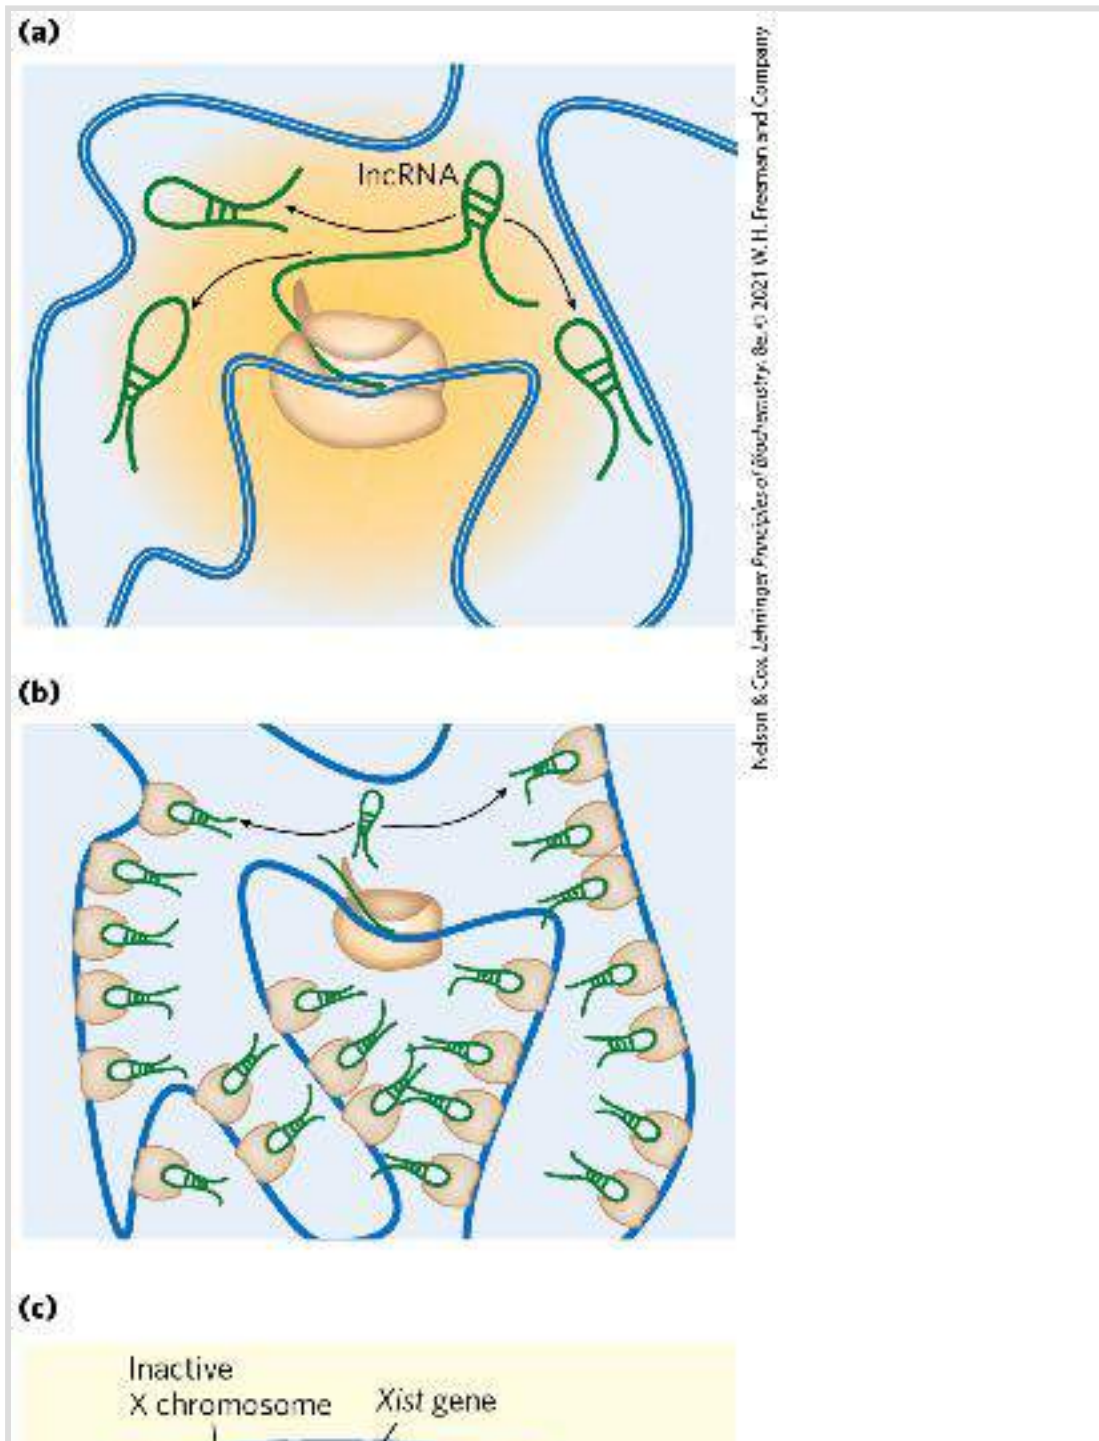 (a)
lncRNA
Nelson & Cox, Lehninger Principles of Biochemistry, 8e, © 2021 W. H. Freeman and Company
(b)
(c)
Inactive
X chromosome
Xist gene